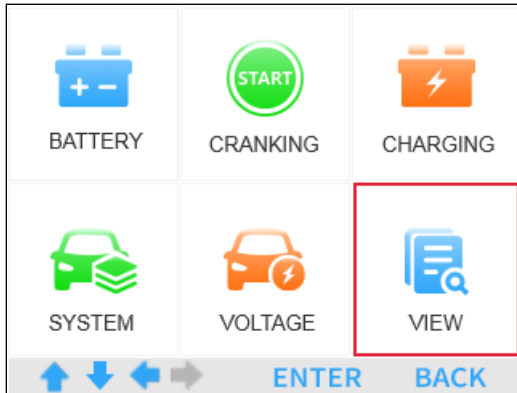 START
BATTERY CRANKING CHARGING
SYSTEM VOLTAGE VIEW
ENTER BACK